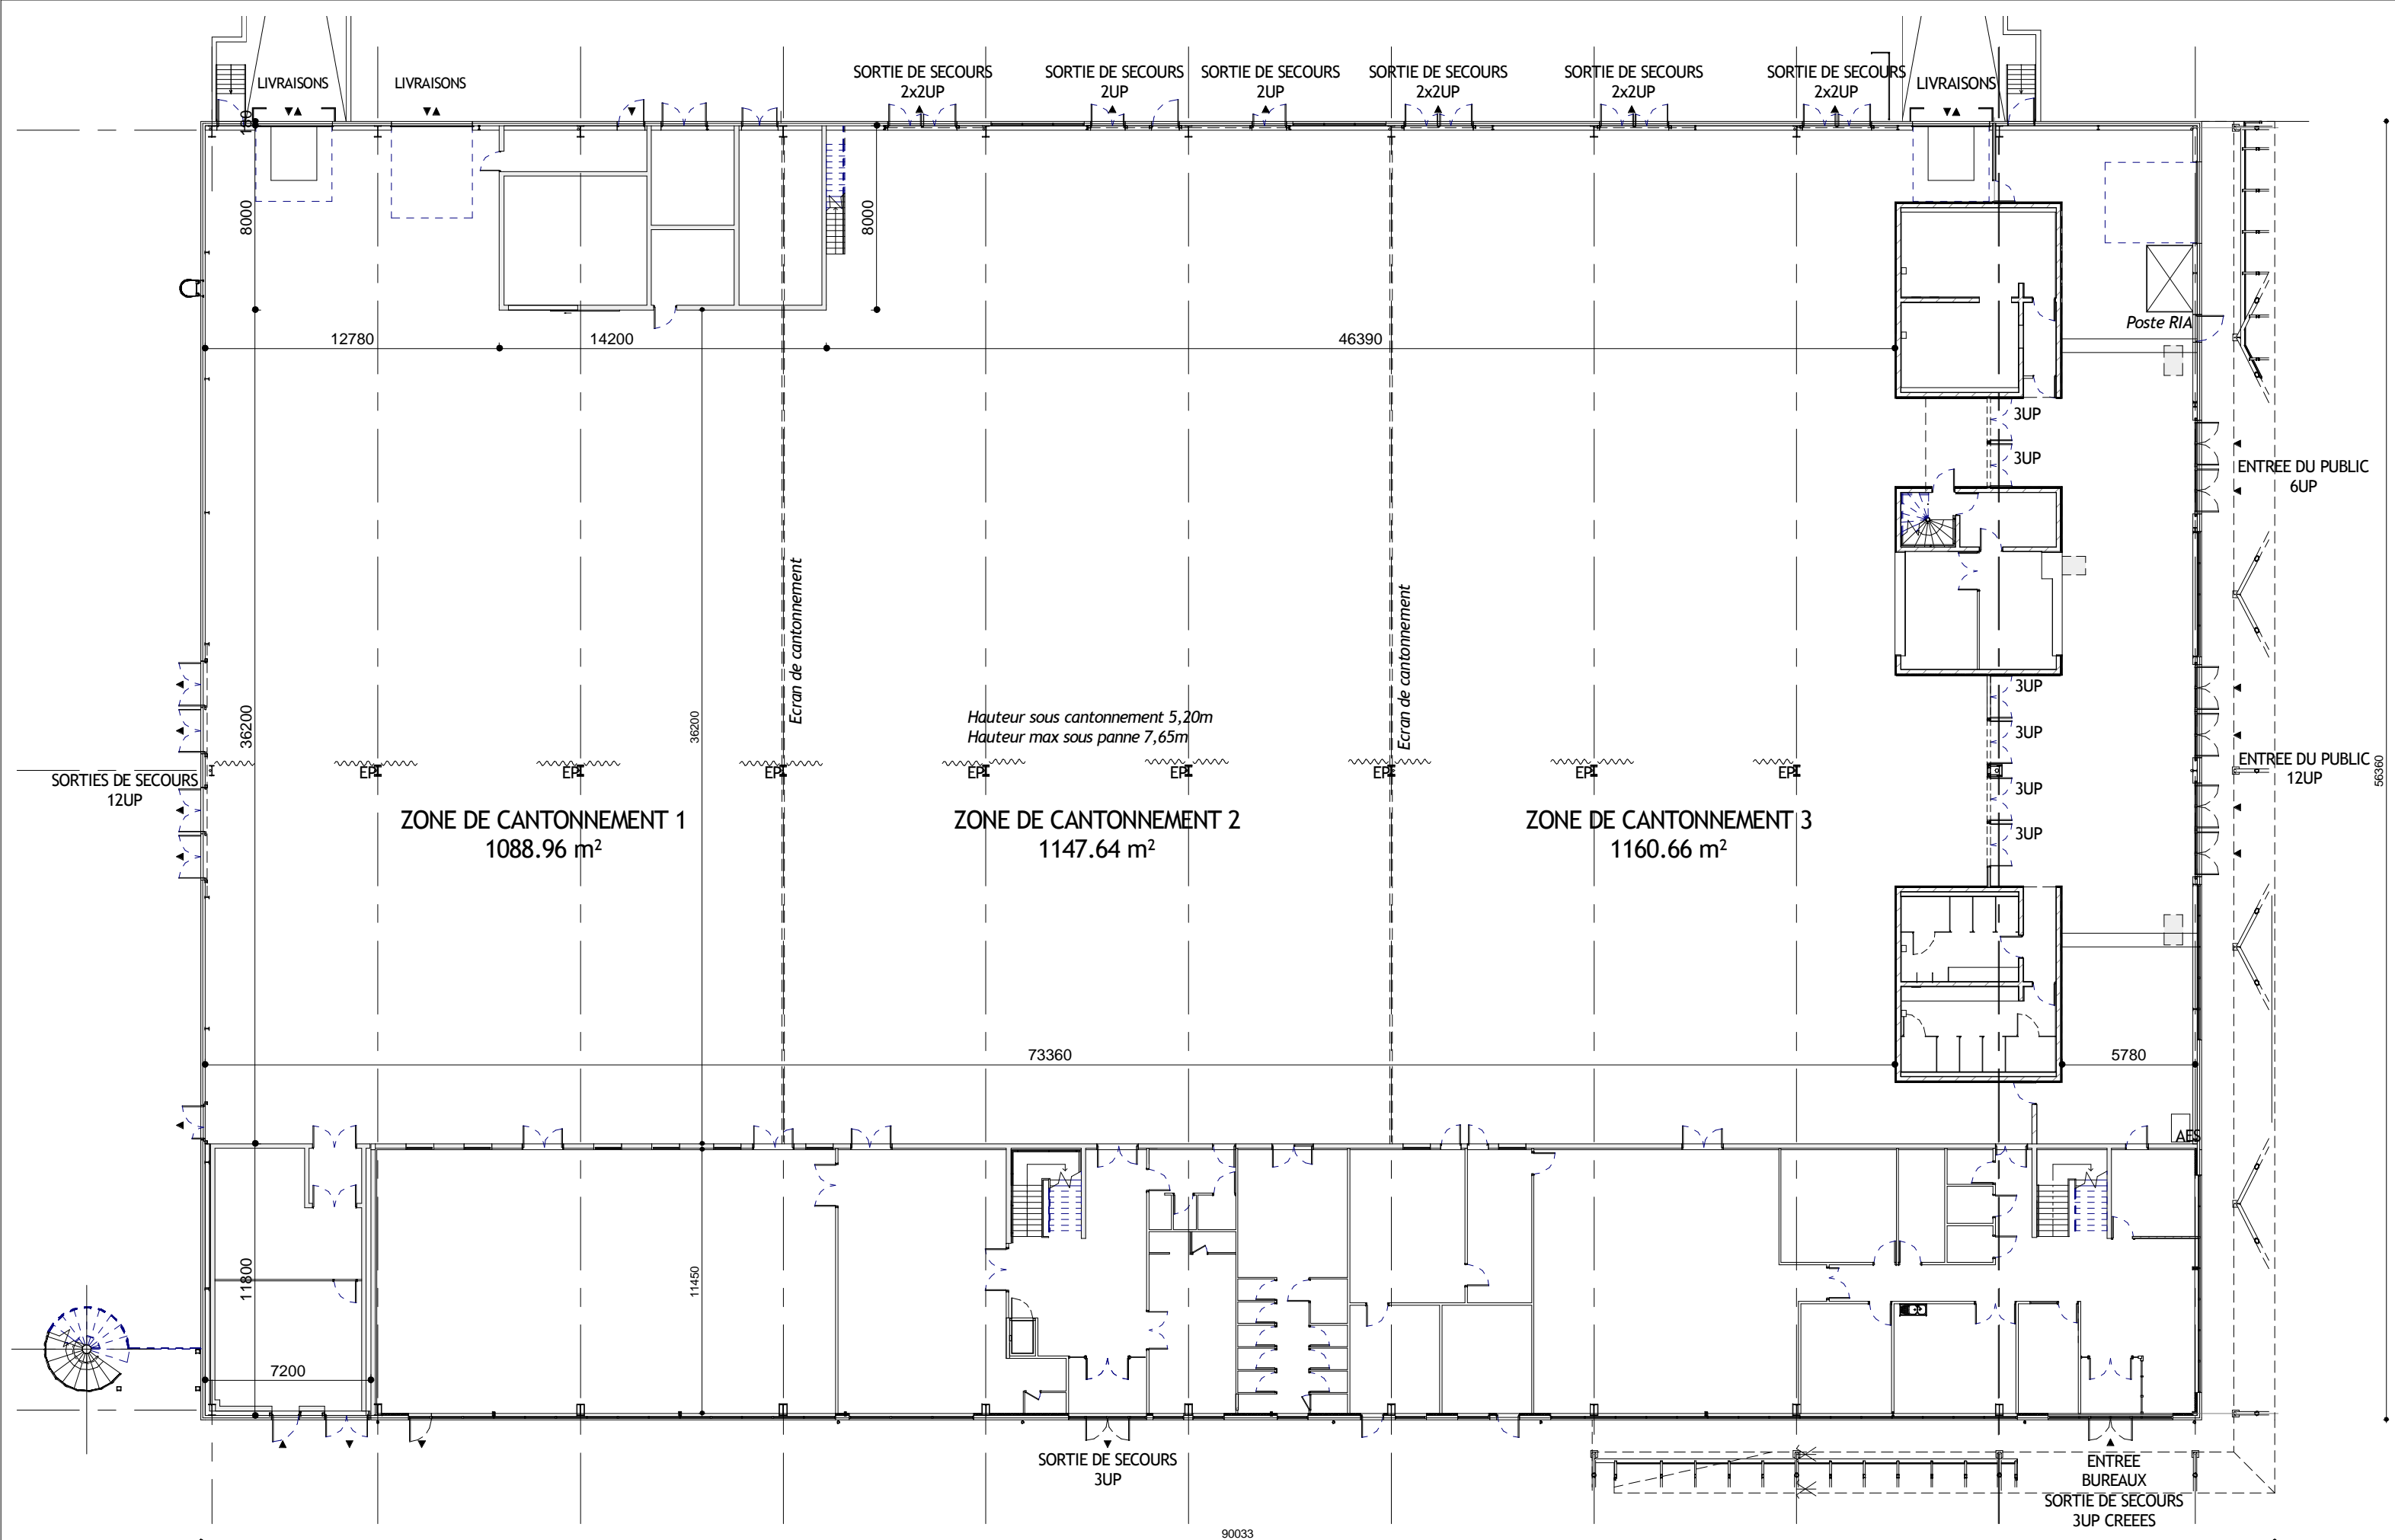 LIVRAISONS
LIVRAISONS
SORTIE DE SECOURS
2x2UP
SORTIE DE SECOURS
2UP
SORTIE DE SECOURS
2UP
SORTIE DE SECOURS
2x2UP
SORTIE DE SECOURS
2x2UP
SORTIE DE SECOURS
2x2UP
LIVRAISONS
160
8000
8000
12780
14200
46390
Poste RIA
3UP
3UP
ENTREE DU PUBLIC
6UP
Ecran de cantonnement
Ecran de cantonnement
3UP
3UP
3UP
3UP
36200
36200
Hauteur sous cantonnement 5,20m
Hauteur max sous panne 7,65m
EP
EP
EP
EP
EP
EP
EP
EP
SORTIES DE SECOURS
12UP
ENTREE DU PUBLIC
12UP
56360
ZONE DE CANTONNEMENT 1
1088.96 m²
ZONE DE CANTONNEMENT 2
1147.64 m²
ZONE DE CANTONNEMENT 3
1160.66 m²
73360
5780
AES
11800
11450
7200
SORTIE DE SECOURS
3UP
ENTREE
BUREAUX
SORTIE DE SECOURS
3UP CREEES
90033